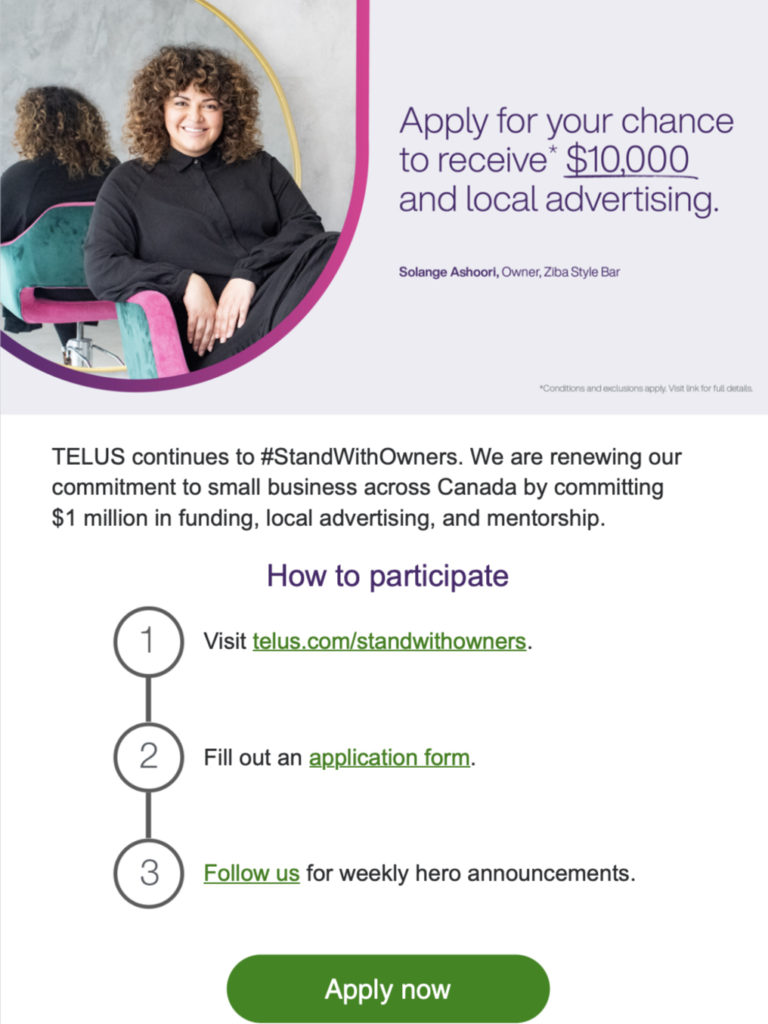 Apply for your chance
to receive* $10,000
and local advertising.
Solange Ashoori, Owner, Ziba Style Bar
*Conditions and exclusions apply. Visit link for full details.
TELUS continues to #StandWithOwners. We are renewing our
commitment to small business across Canada by committing
$1 million in funding, local advertising, and mentorship.
How to participate
1 Visit telus.com/standwithowners.
2 Fill out an application form.
3 Follow us for weekly hero announcements.
Apply now